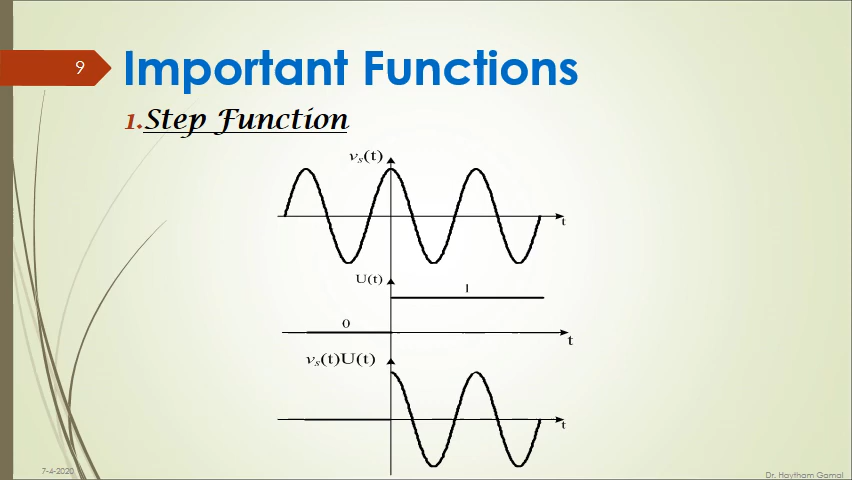 9
Important Functions
1.Step Function
vₛ(t)
t
U(t)
1
0
t
vₛ(t)U(t)
t
7-4-2020
Dr. Haytham Gamal